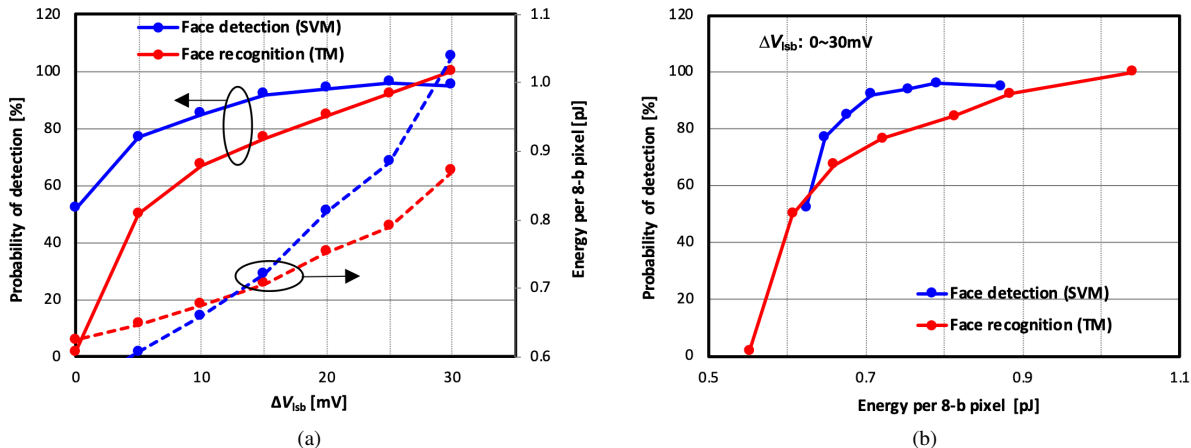 Face detection (SVM)
Face recognition (TM)
Probability of detection [%]
120
100
80
60
40
20
0
1.1
1.0
0.9
0.8
0.7
0.6
Energy per 8-b pixel [pJ]
0
10
20
30
ΔVlsb [mV]
(a)
ΔVlsb: 0~30mV
Probability of detection [%]
120
100
80
60
40
20
0
Face detection (SVM)
Face recognition (TM)
0.5
0.7
0.9
1.1
Energy per 8-b pixel [pJ]
(b)